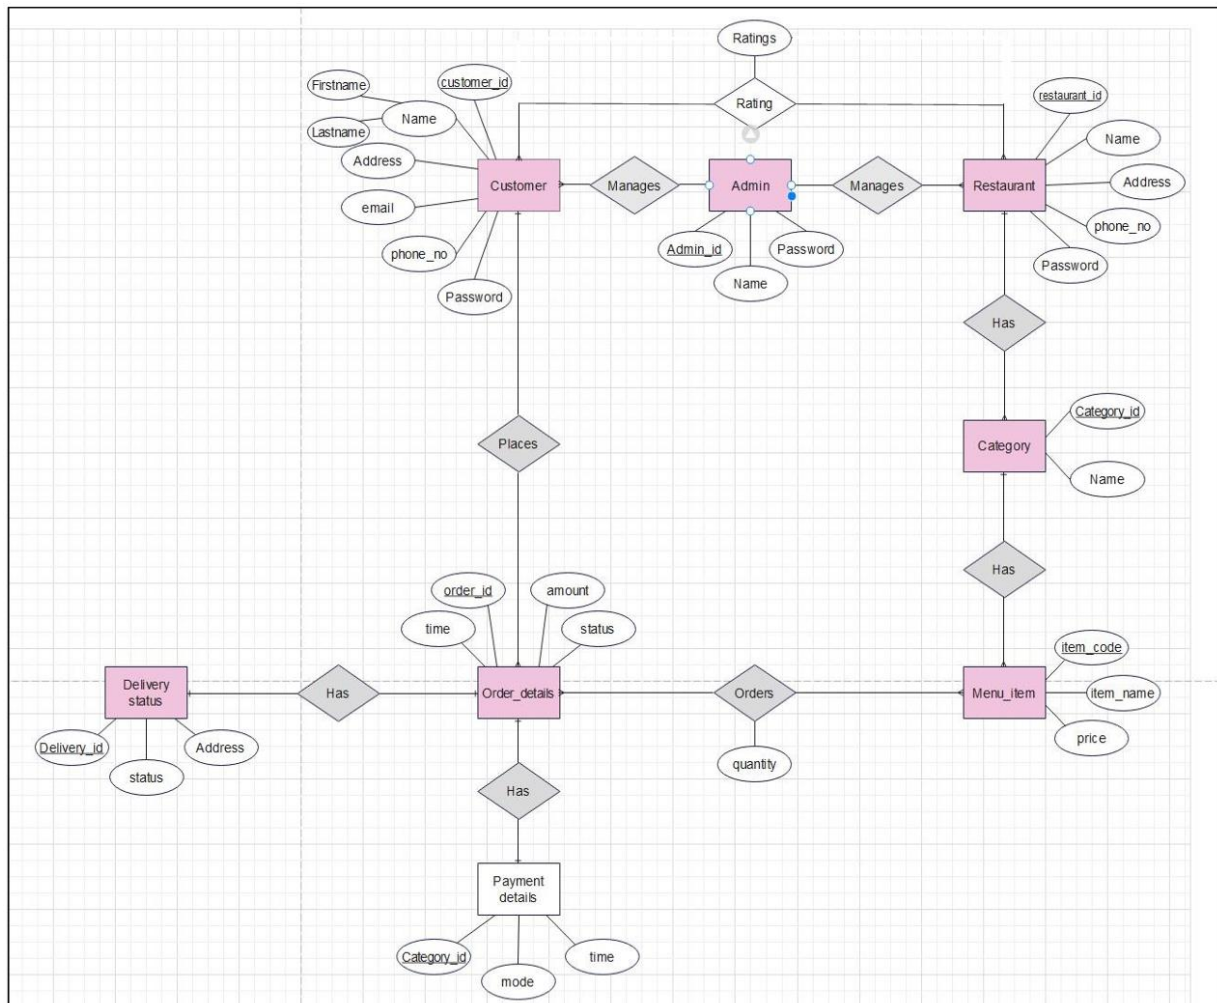 Ratings
Rating
Firstname
customer_id
Name
Lastname
Address
email
phone_no
Password
Customer
Manages
Admin
Admin_id
Name
Password
Manages
Restaurant
restaurant_id
Name
Address
phone_no
Password
Has
Category_id
Category
Name
Has
Places
order_id
amount
time
status
Delivery
status
Has
Order_details
Orders
Menu_item
item_code
item_name
price
Delivery_id
status
Address
quantity
Has
Payment
details
Category_id
mode
time